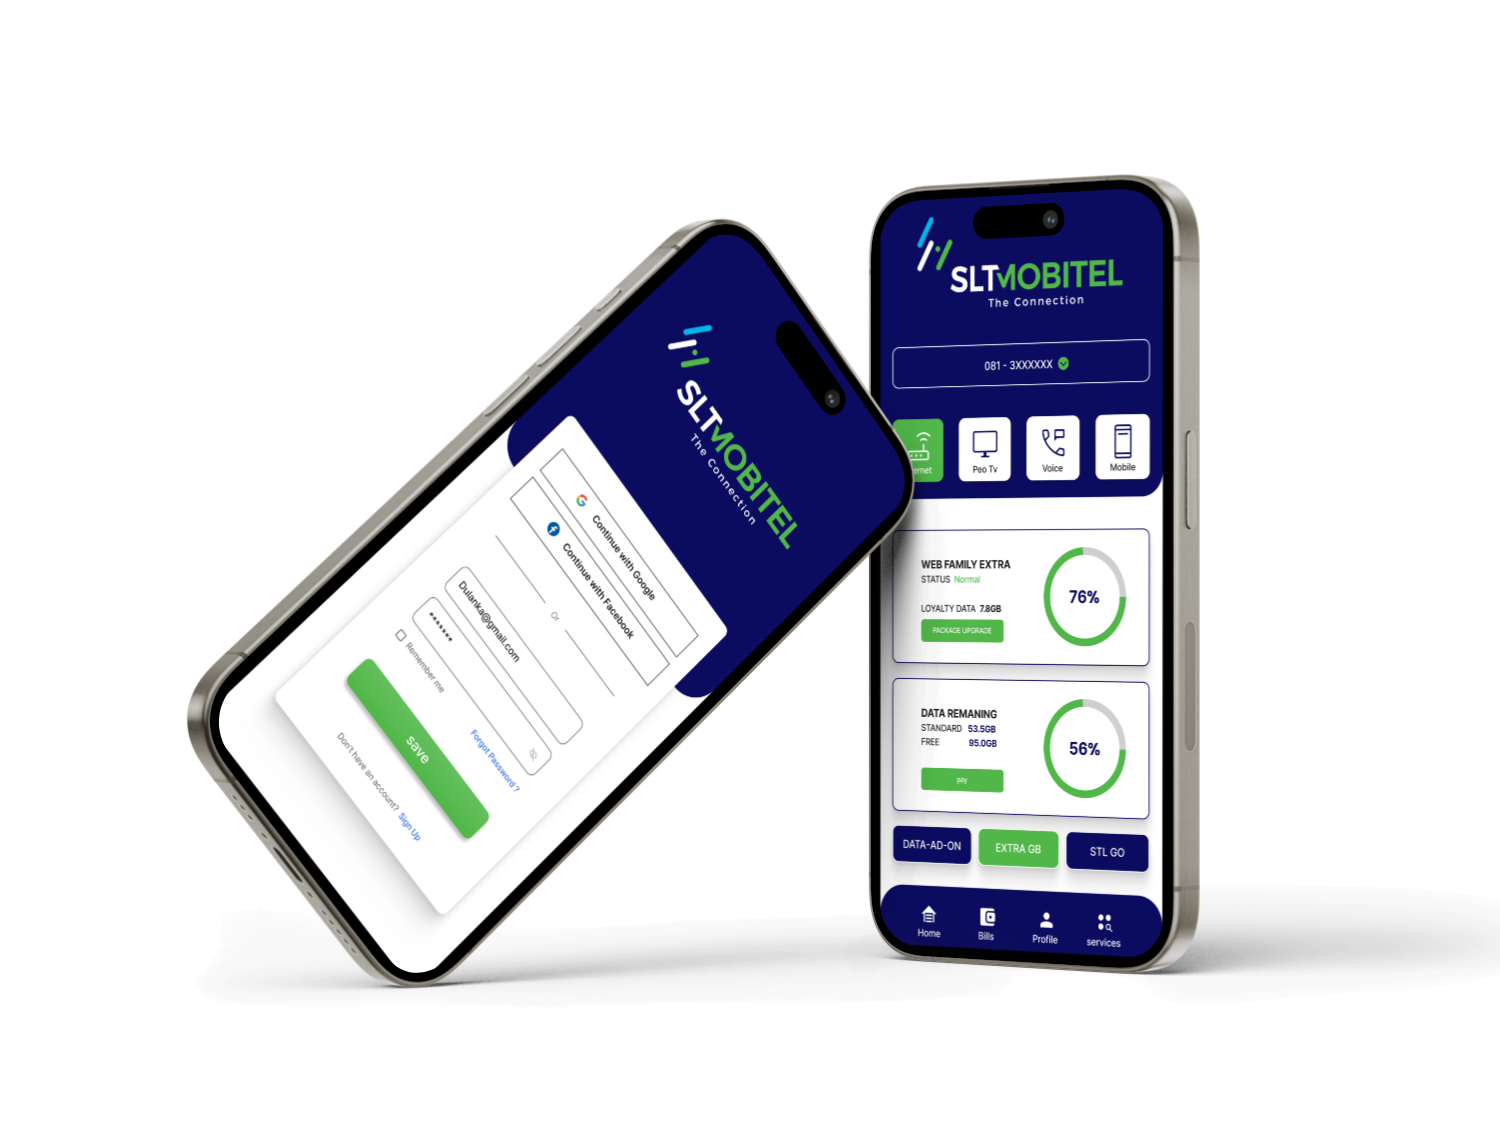 SLTMOBITEL
The Connection
Continue with Google
Continue with Facebook
Or
Dulanka@gmail.com
*******
Remember me
Forgot Password ?
save
Don't have an account? Sign Up
SLTMOBITEL
The Connection
081 - 3XXXXXX
ernet
Peo Tv
Voice
Mobile
WEB FAMILY EXTRA
STATUS Normal
LOYALTY DATA 7.8GB
PACKAGE UPGRADE
76%
DATA REMANING
STANDARD 53.5GB
FREE 95.0GB
pay
56%
DATA-AD-ON
EXTRA GB
STL GO
Home
Bills
Profile
services